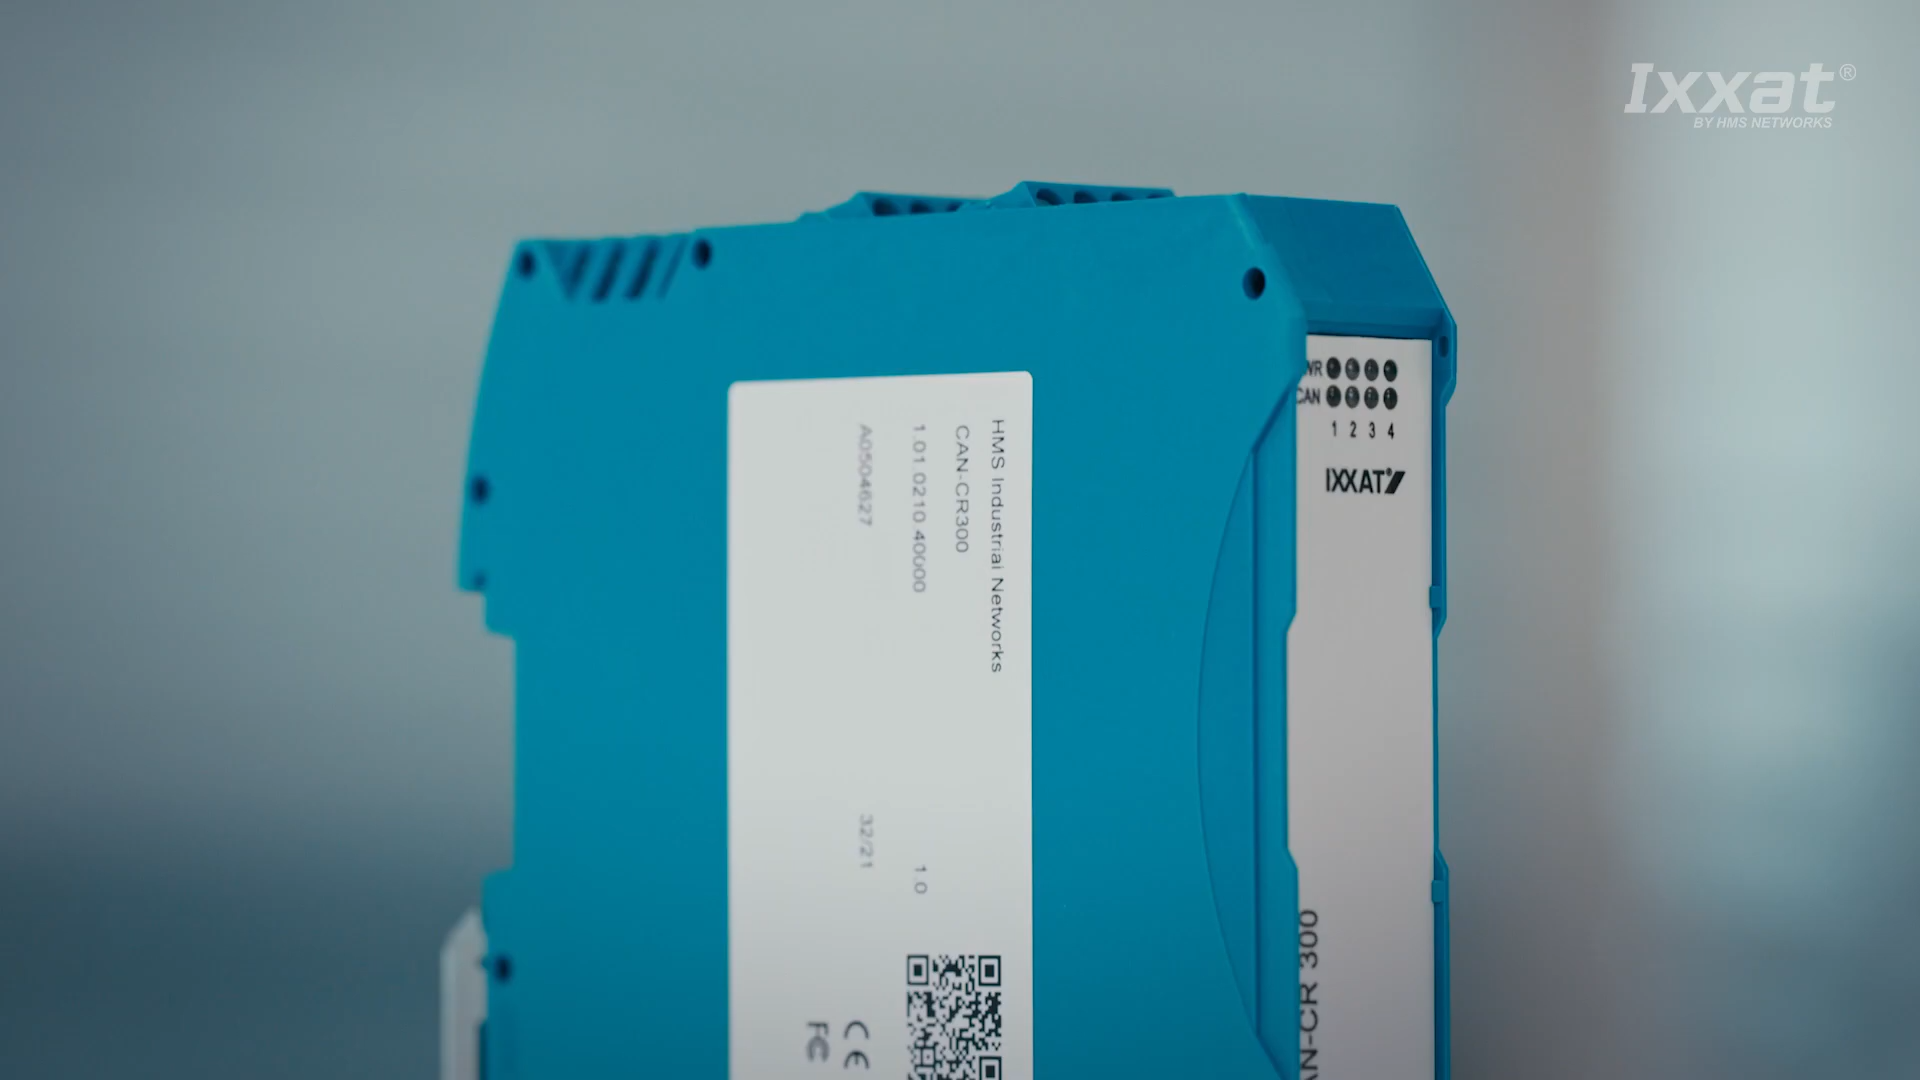 Ixxat®
BY HMS NETWORKS
HMS Industrial Networks
CAN-CR300
1.01.0210.40000
1.0
A0504627
32/21
CE
FC
WR
CAN
1 2 3 4
IXXAT
AN-CR 300